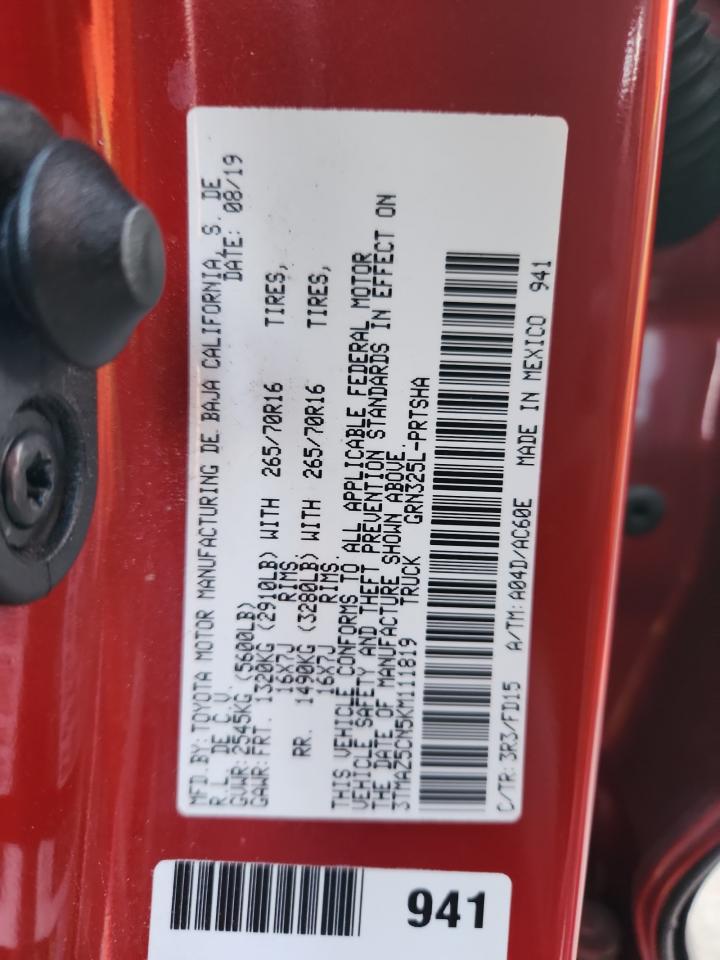 MFD.BY:TOYOTA MOTOR MANUFACTURING DE BAJA CALIFORNIA, S. DE
R.L. DE C.V. DATE: 08/19
GVWR:2545KG (5600LB)
GAWR:FRT. 1320KG (2910LB) WITH 265/70R16 TIRES,
16X7J RIMS
RR. 1490KG (3280LB) WITH 265/70R16 TIRES,
16X7J RIMS.
THIS VEHICLE CONFORMS TO ALL APPLICABLE FEDERAL MOTOR
VEHICLE SAFETY AND THEFT PREVENTION STANDARDS IN EFFECT ON
THE DATE OF MANUFACTURE SHOWN ABOVE.
3TMAZ5CN5KM111819 TRUCK GRN325L-PRTSHA
C/TR: 3R3/FD15 A/TM: A04D/AC60E MADE IN MEXICO 941
941